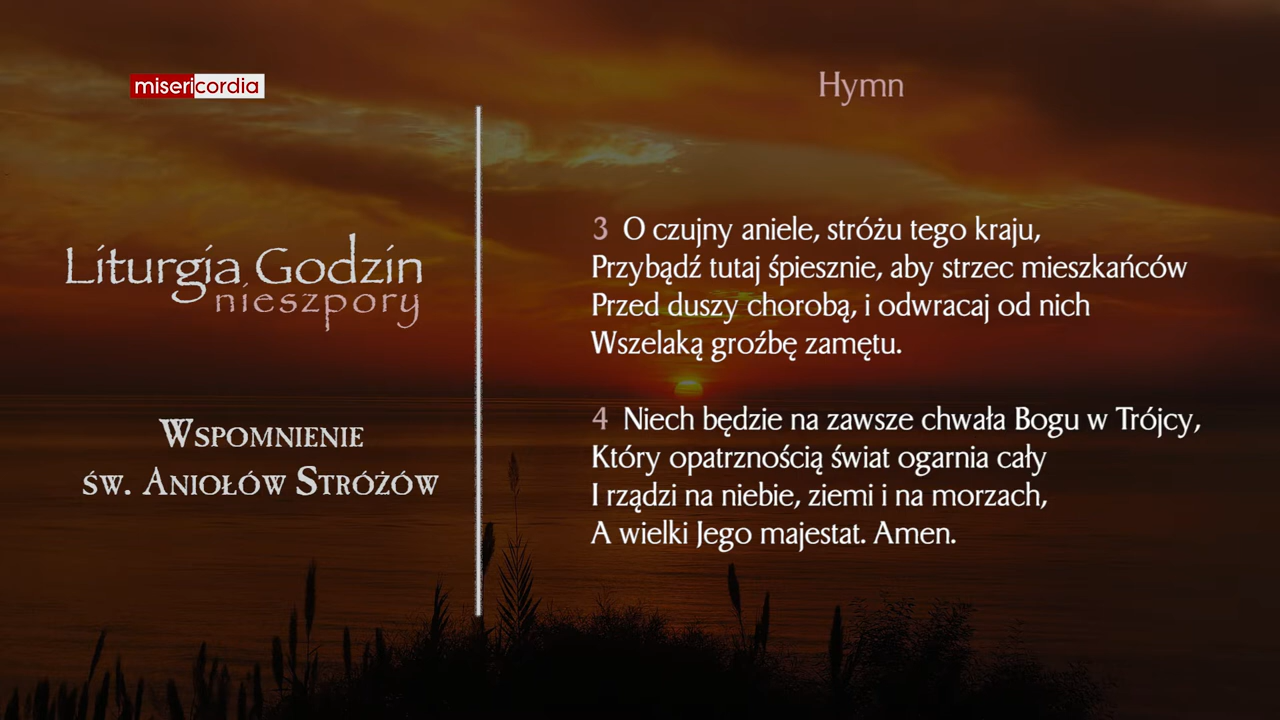 misericordia
Liturgia Godzin
nieszpory
Wspomnienie
św. Aniołów Stróżów
Hymn
3 O czujny aniele, stróżu tego kraju,
Przybądź tutaj śpiesznie, aby strzec mieszkańców
Przed duszy chorobą, i odwracaj od nich
Wszelaką groźbę zamętu.
4 Niech będzie na zawsze chwała Bogu w Trójcy,
Który opatrznością świat ogarnia cały
I rządzi na niebie, ziemi i na morzach,
A wielki Jego majestat. Amen.